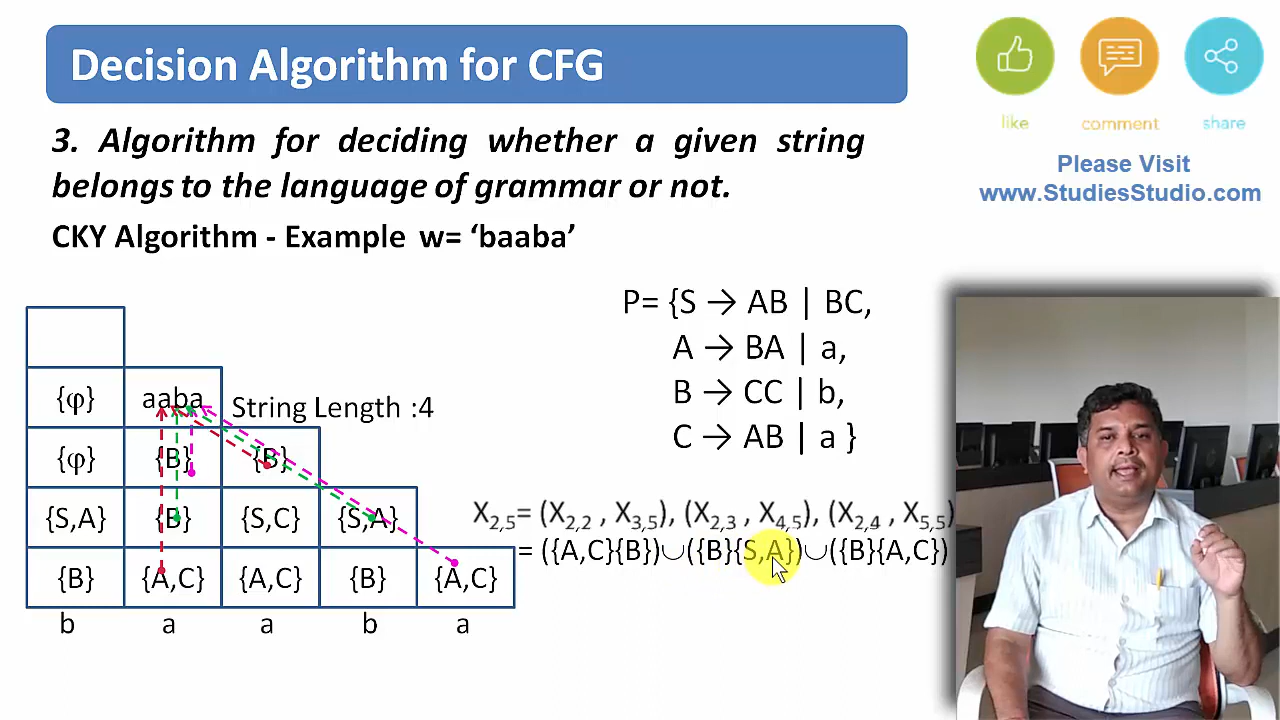 Decision Algorithm for CFG
like
comment
share
Please Visit
www.StudiesStudio.com
3. Algorithm for deciding whether a given string
belongs to the language of grammar or not.
CKY Algorithm - Example w= ‘baaba’
P= {S → AB | BC,
A → BA | a,
B → CC | b,
C → AB | a }
{φ} aaba String Length :4
{φ} {B} {B}
{S,A} {B} {S,C} {S,A}
{B} {A,C} {A,C} {B} {A,C}
b a a b a
X2,5= (X2,2 , X3,5), (X2,3 , X4,5), (X2,4 , X5,5)
= ({A,C}{B})∪({B}{S,A})∪({B}{A,C})